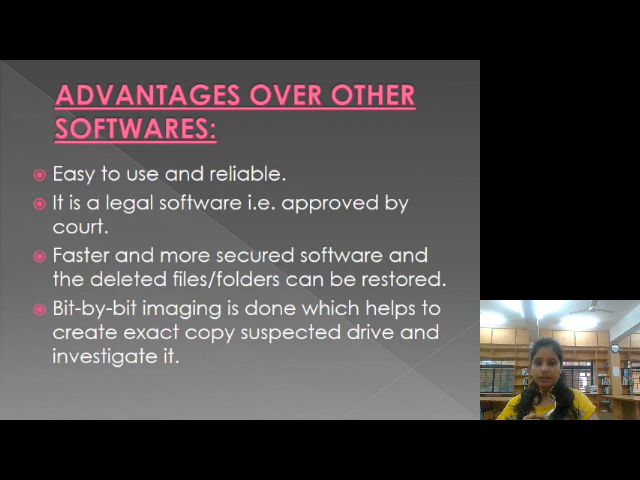 ADVANTAGES OVER OTHER
SOFTWARES:
Easy to use and reliable.
It is a legal software i.e. approved by
court.
Faster and more secured software and
the deleted files/folders can be restored.
Bit-by-bit imaging is done which helps to
create exact copy suspected drive and
investigate it.